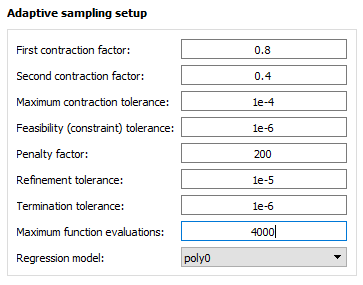 Adaptive sampling setup
First contraction factor: 0.8
Second contraction factor: 0.4
Maximum contraction tolerance: 1e-4
Feasibility (constraint) tolerance: 1e-6
Penalty factor: 200
Refinement tolerance: 1e-5
Termination tolerance: 1e-6
Maximum function evaluations: 4000
Regression model: poly0